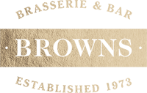 BRASSERIE & BAR
· BROWNS ·
ESTABLISHED 1973